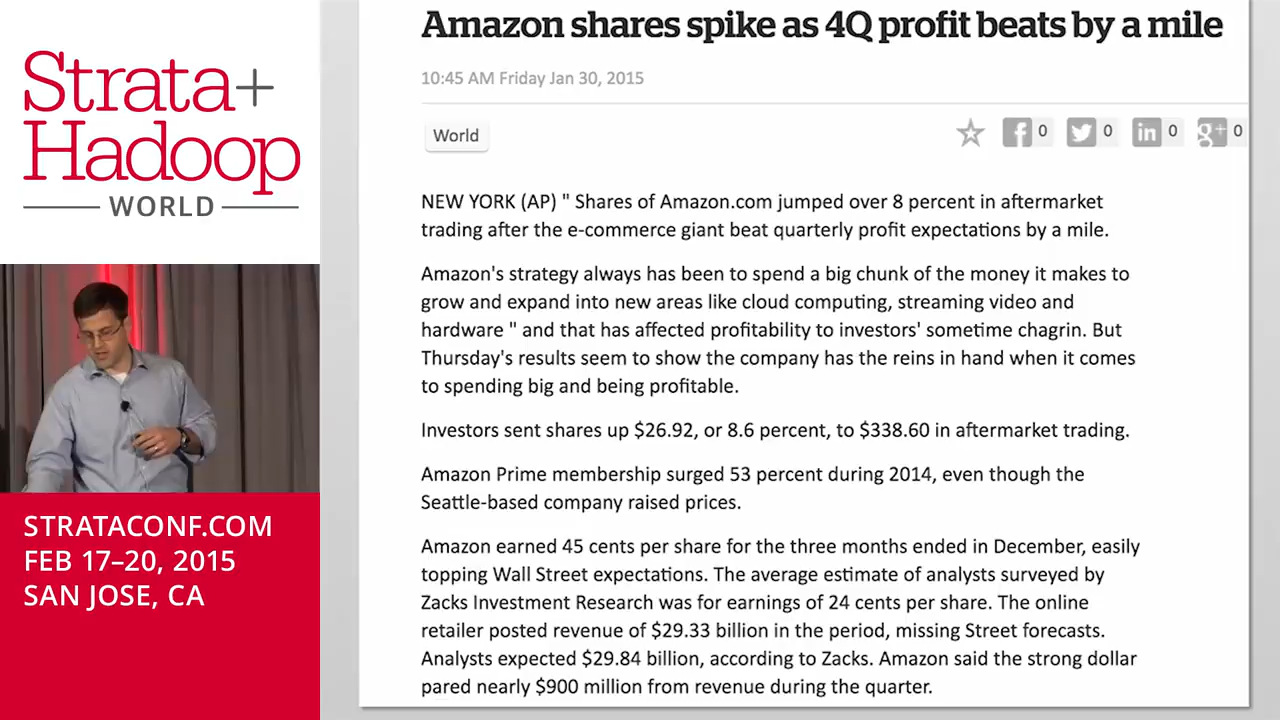 Strata+
Hadoop
WORLD
STRATACONF.COM
FEB 17–20, 2015
SAN JOSE, CA
Amazon shares spike as 4Q profit beats by a mile
10:45 AM Friday Jan 30, 2015
World
0
0
0
g+ 0
NEW YORK (AP) " Shares of Amazon.com jumped over 8 percent in aftermarket
trading after the e-commerce giant beat quarterly profit expectations by a mile.
Amazon's strategy always has been to spend a big chunk of the money it makes to
grow and expand into new areas like cloud computing, streaming video and
hardware " and that has affected profitability to investors' sometime chagrin. But
Thursday's results seem to show the company has the reins in hand when it comes
to spending big and being profitable.
Investors sent shares up $26.92, or 8.6 percent, to $338.60 in aftermarket trading.
Amazon Prime membership surged 53 percent during 2014, even though the
Seattle-based company raised prices.
Amazon earned 45 cents per share for the three months ended in December, easily
topping Wall Street expectations. The average estimate of analysts surveyed by
Zacks Investment Research was for earnings of 24 cents per share. The online
retailer posted revenue of $29.33 billion in the period, missing Street forecasts.
Analysts expected $29.84 billion, according to Zacks. Amazon said the strong dollar
pared nearly $900 million from revenue during the quarter.